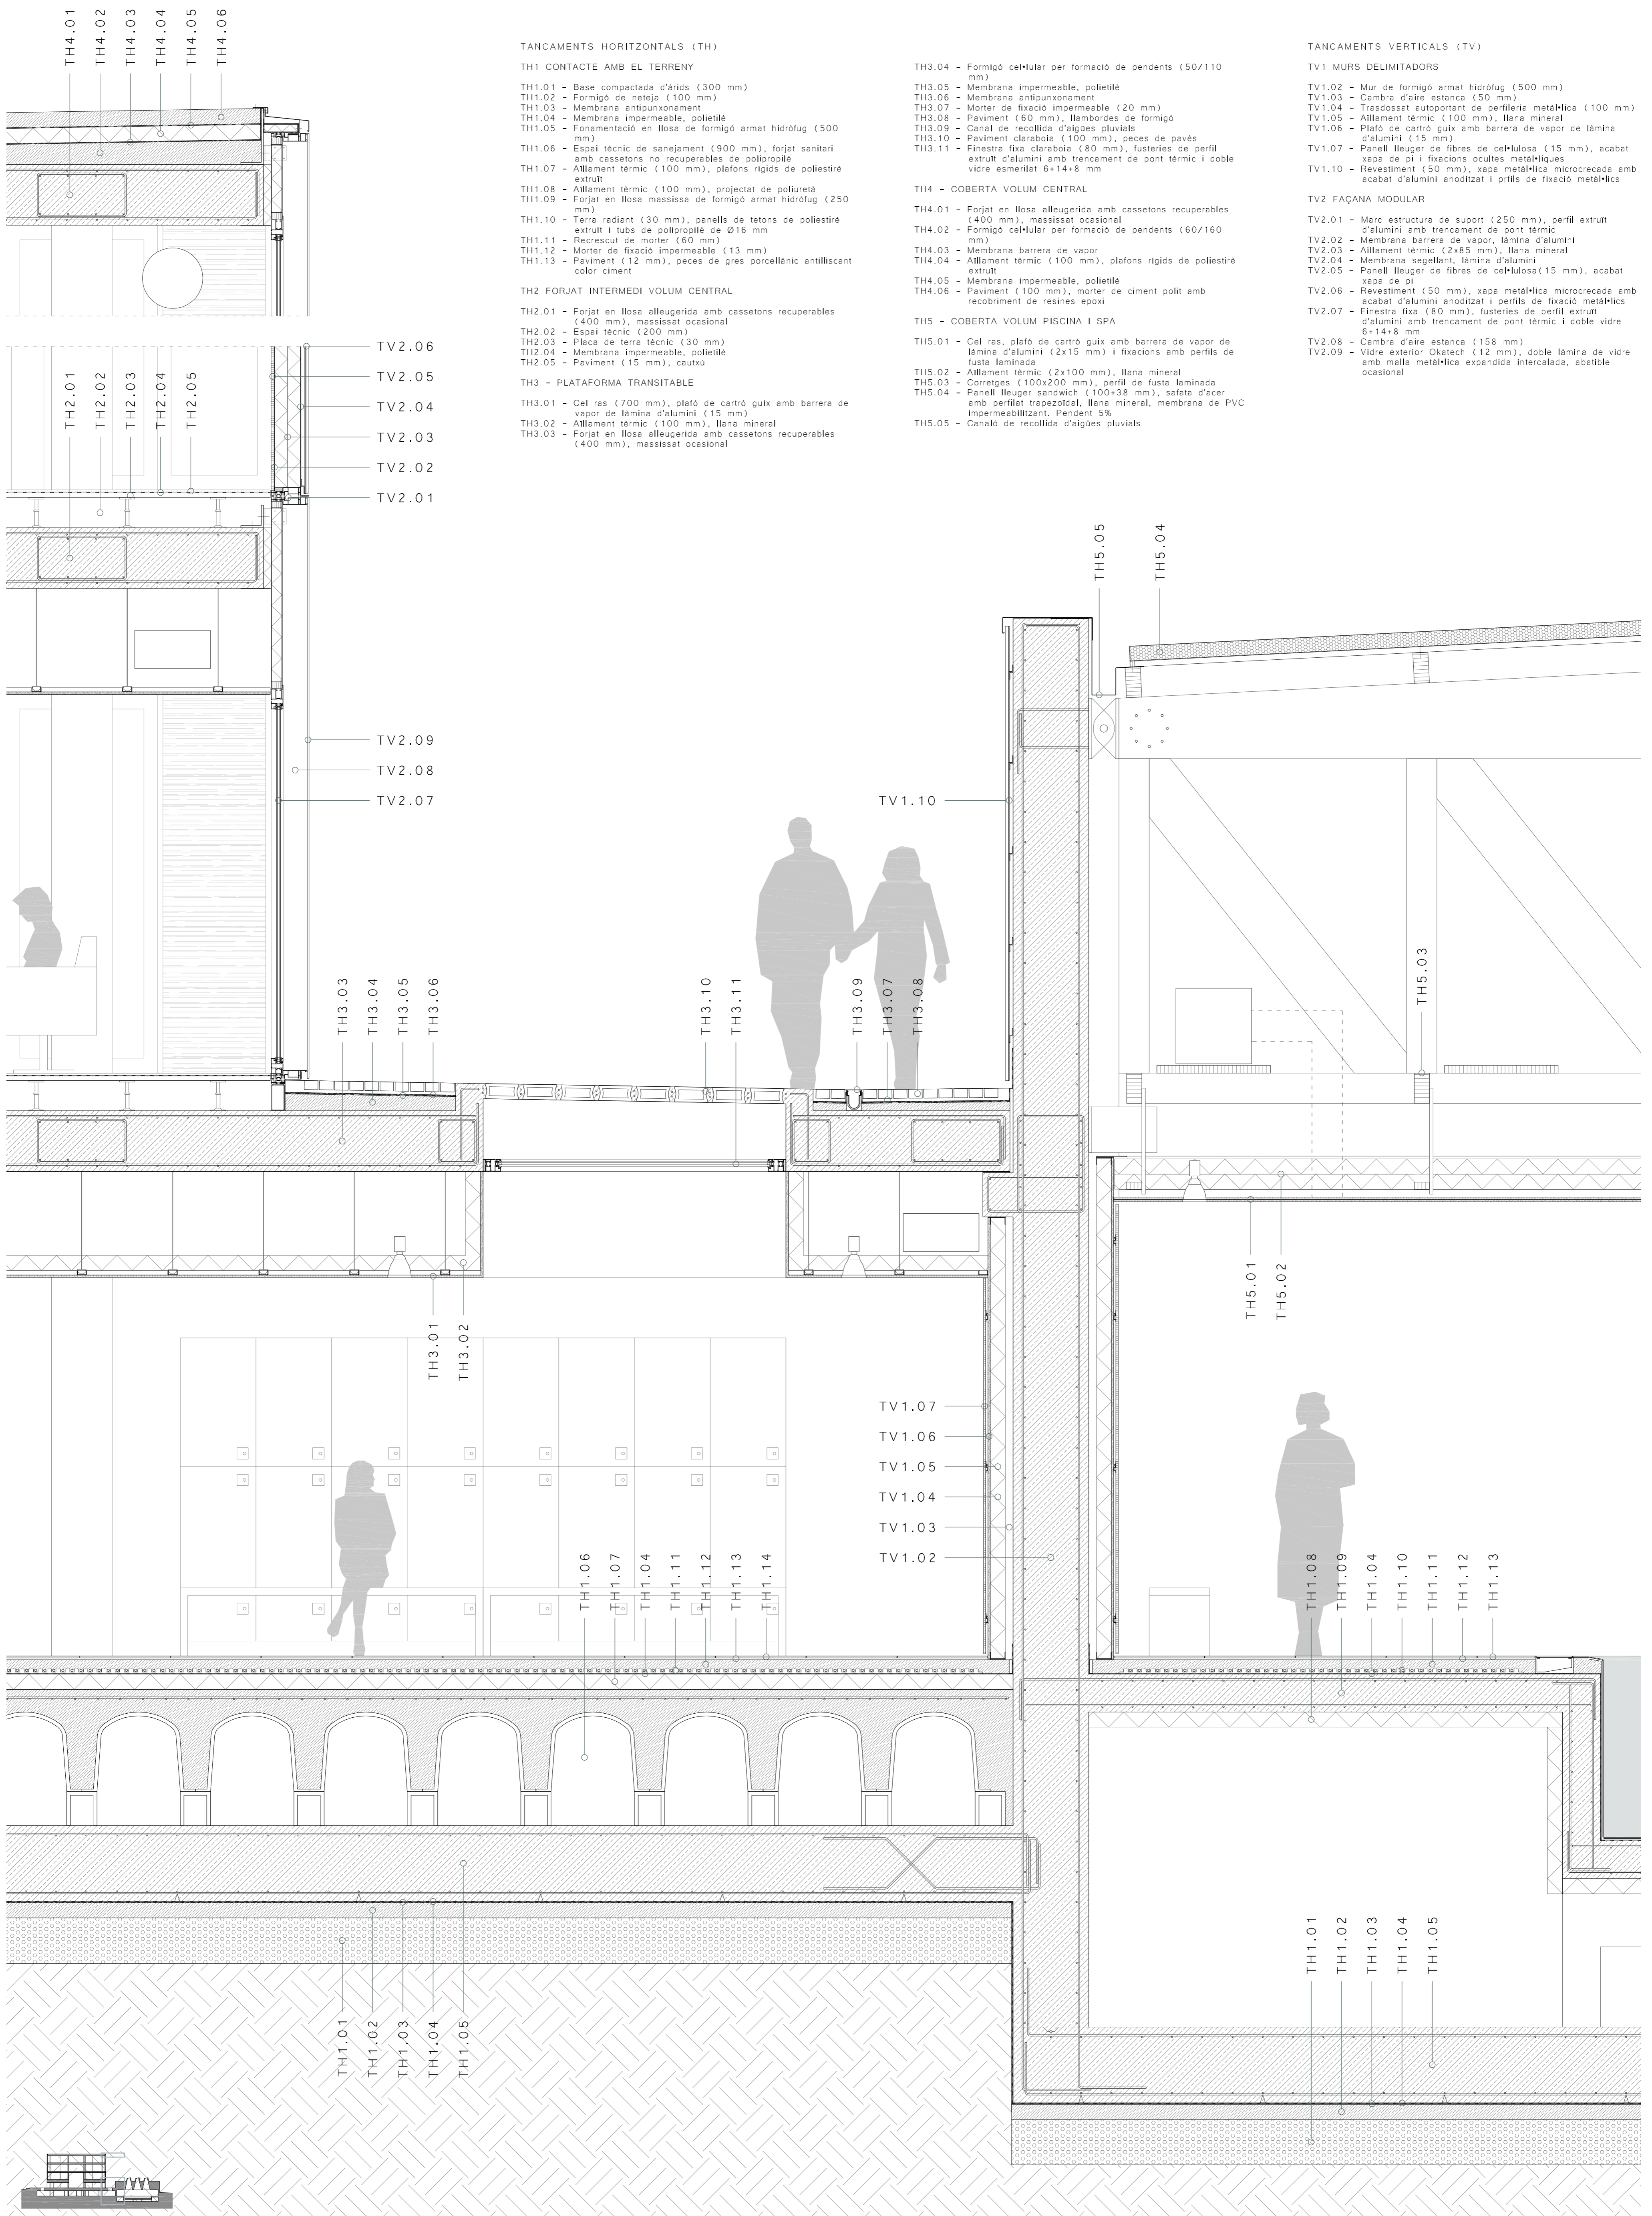 TH4.01
TH4.02
TH4.03
TH4.04
TH4.05
TH4.06
TANCAMENTS HORITZONTALS (TH)
TH1 CONTACTE AMB EL TERRENY
TH1.01 - Base compactada d'àrids (300 mm)
TH1.02 - Formigó de neteja (100 mm)
TH1.03 - Membrana antipunxonament
TH1.04 - Membrana impermeable, polietilè
TH1.05 - Fonamentació en llosa de formigó armat hidròfug (500
mm)
TH1.06 - Espai tècnic de sanejament (900 mm), forjat sanitari
amb cassetons no recuperables de polipropilè
TH1.07 - Aïllament tèrmic (100 mm), plafons rígids de poliestirè
extruït
TH1.08 - Aïllament tèrmic (100 mm), projectat de poliuretà
TH1.09 - Forjat en llosa massissa de formigó armat hidròfug (250
mm)
TH1.10 - Terra radiant (30 mm), panells de tetons de poliestirè
extruït i tubs de polipropilè de Ø16 mm
TH1.11 - Recrescut de morter (60 mm)
TH1.12 - Morter de fixació impermeable (13 mm)
TH1.13 - Paviment (12 mm), peces de gres porcellànic antilliscant
color ciment
TH2 FORJAT INTERMEDI VOLUM CENTRAL
TH2.01 - Forjat en llosa alleugerida amb cassetons recuperables
(400 mm), massissat ocasional
TH2.02 - Espai tècnic (200 mm)
TH2.03 - Placa de terra tècnic (30 mm)
TH2.04 - Membrana impermeable, polietilè
TH2.05 - Paviment (15 mm), cautxú
TH3 - PLATAFORMA TRANSITABLE
TH3.01 - Cel ras (700 mm), plafó de cartró guix amb barrera de
vapor de làmina d'alumini (15 mm)
TH3.02 - Aïllament tèrmic (100 mm), llana mineral
TH3.03 - Forjat en llosa alleugerida amb cassetons recuperables
(400 mm), massissat ocasional
TH3.04 - Formigó cel•lular per formació de pendents (50/110
mm)
TH3.05 - Membrana impermeable, polietilè
TH3.06 - Membrana antipunxonament
TH3.07 - Morter de fixació impermeable (20 mm)
TH3.08 - Paviment (60 mm), llambordes de formigó
TH3.09 - Canal de recollida d'aigües pluvials
TH3.10 - Paviment claraboia (100 mm), peces de pavés
TH3.11 - Finestra fixa claraboia (80 mm), fusteries de perfil
extruït d'alumini amb trencament de pont tèrmic i doble
vidre esmerilat 6+14+8 mm
TH4 - COBERTA VOLUM CENTRAL
TH4.01 - Forjat en llosa alleugerida amb cassetons recuperables
(400 mm), massissat ocasional
TH4.02 - Formigó cel•lular per formació de pendents (60/160
mm)
TH4.03 - Membrana barrera de vapor
TH4.04 - Aïllament tèrmic (100 mm), plafons rígids de poliestirè
extruït
TH4.05 - Membrana impermeable, polietilè
TH4.06 - Paviment (100 mm), morter de ciment polit amb
recobriment de resines epoxi
TH5 - COBERTA VOLUM PISCINA I SPA
TH5.01 - Cel ras, plafó de cartró guix amb barrera de vapor de
làmina d'alumini (2x15 mm) i fixacions amb perfils de
fusta laminada
TH5.02 - Aïllament tèrmic (2x100 mm), llana mineral
TH5.03 - Corretges (100x200 mm), perfil de fusta laminada
TH5.04 - Panell lleuger sandwich (100+38 mm), safata d'acer
amb perfilat trapezoïdal, llana mineral, membrana de PVC
impermeabilitzant. Pendent 5%
TH5.05 - Canaló de recollida d'aigües pluvials
TANCAMENTS VERTICALS (TV)
TV1 MURS DELIMITADORS
TV1.02 - Mur de formigó armat hidròfug (500 mm)
TV1.03 - Cambra d'aire estanca (50 mm)
TV1.04 - Trasdossat autoportant de perfileria metàl•lica (100 mm)
TV1.05 - Aïllament tèrmic (100 mm), llana mineral
TV1.06 - Plafó de cartró guix amb barrera de vapor de làmina
d'alumini (15 mm)
TV1.07 - Panell lleuger de fibres de cel•lulosa (15 mm), acabat
xapa de pi i fixacions ocultes metàl•liques
TV1.10 - Revestiment (50 mm), xapa metàl•lica microcrecada amb
acabat d'alumini anoditzat i prfils de fixació metàl•lics
TV2 FAÇANA MODULAR
TV2.01 - Marc estructura de suport (250 mm), perfil extruït
d'alumini amb trencament de pont tèrmic
TV2.02 - Membrana barrera de vapor, làmina d'alumini
TV2.03 - Aïllament tèrmic (2x85 mm), llana mineral
TV2.04 - Membrana segellant, làmina d'alumini
TV2.05 - Panell lleuger de fibres de cel•lulosa(15 mm), acabat
xapa de pi
TV2.06 - Revestiment (50 mm), xapa metàl•lica microcrecada amb
acabat d'alumini anoditzat i perfils de fixació metàl•lics
TV2.07 - Finestra fixa (80 mm), fusteries de perfil extruït
d'alumini amb trencament de pont tèrmic i doble vidre
6+14+8 mm
TV2.08 - Cambra d'aire estanca (158 mm)
TV2.09 - Vidre exterior Okatech (12 mm), doble làmina de vidre
amb malla metàl•lica expandida intercalada, abatible
ocasional
TV2.06
TV2.05
TV2.04
TV2.03
TV2.02
TV2.01
TH2.01
TH2.02
TH2.03
TH2.04
TH2.05
TH5.05
TH5.04
TV2.09
TV2.08
TV2.07
TV1.10
TH3.03
TH3.04
TH3.05
TH3.06
TH3.10
TH3.11
TH3.09
TH3.07
TH3.08
TH5.03
TH5.01
TH5.02
TH3.01
TH3.02
TV1.07
TV1.06
TV1.05
TV1.04
TV1.03
TV1.02
TH1.06
TH1.07
TH1.04
TH1.11
TH1.12
TH1.13
TH1.14
TH1.08
TH1.09
TH1.04
TH1.10
TH1.11
TH1.12
TH1.13
TH1.01
TH1.02
TH1.03
TH1.04
TH1.05
TH1.01
TH1.02
TH1.03
TH1.04
TH1.05